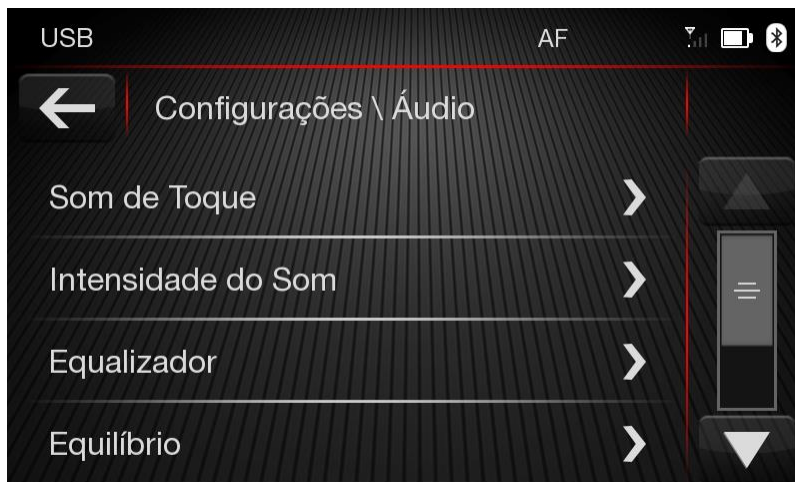 USB AF
Configurações \ Áudio
Som de Toque
Intensidade do Som
Equalizador
Equilíbrio